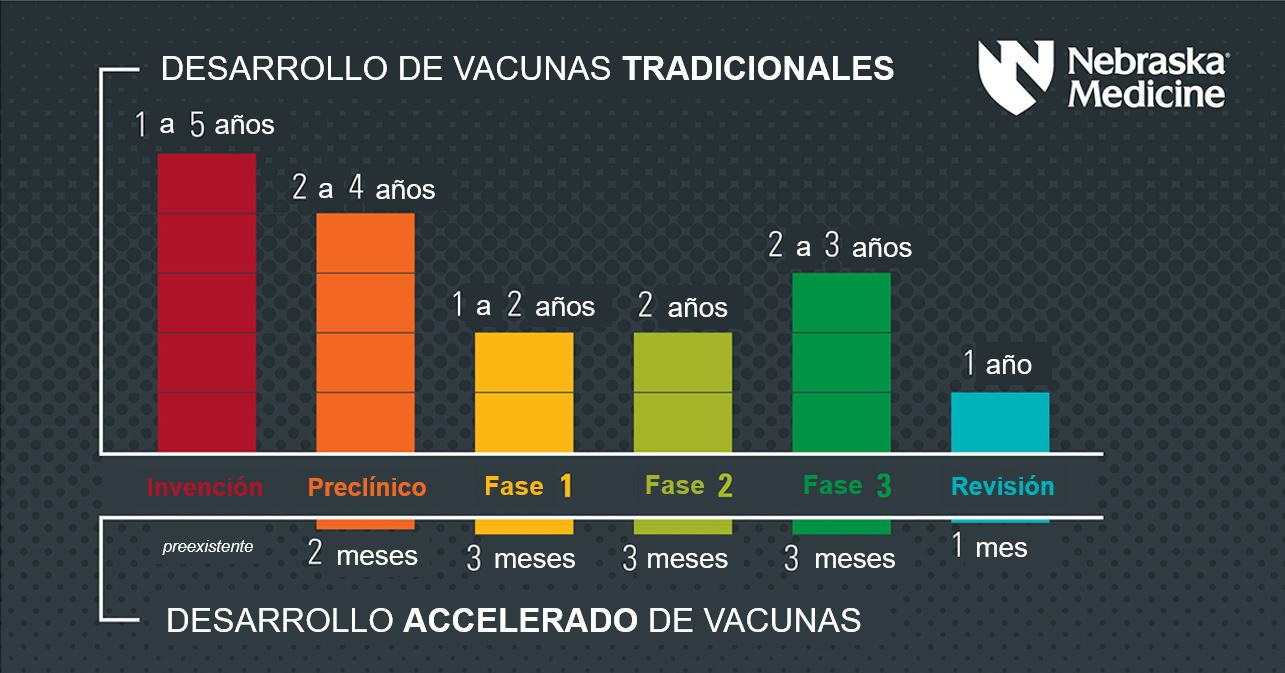 DESARROLLO DE VACUNAS TRADICIONALES
Nebraska
Medicine
1 a 5 años
2 a 4 años
1 a 2 años
2 años
2 a 3 años
1 año
Invención
Preclínico
Fase 1
Fase 2
Fase 3
Revisión
preexistente
2 meses
3 meses
3 meses
3 meses
1 mes
DESARROLLO ACCELERADO DE VACUNAS